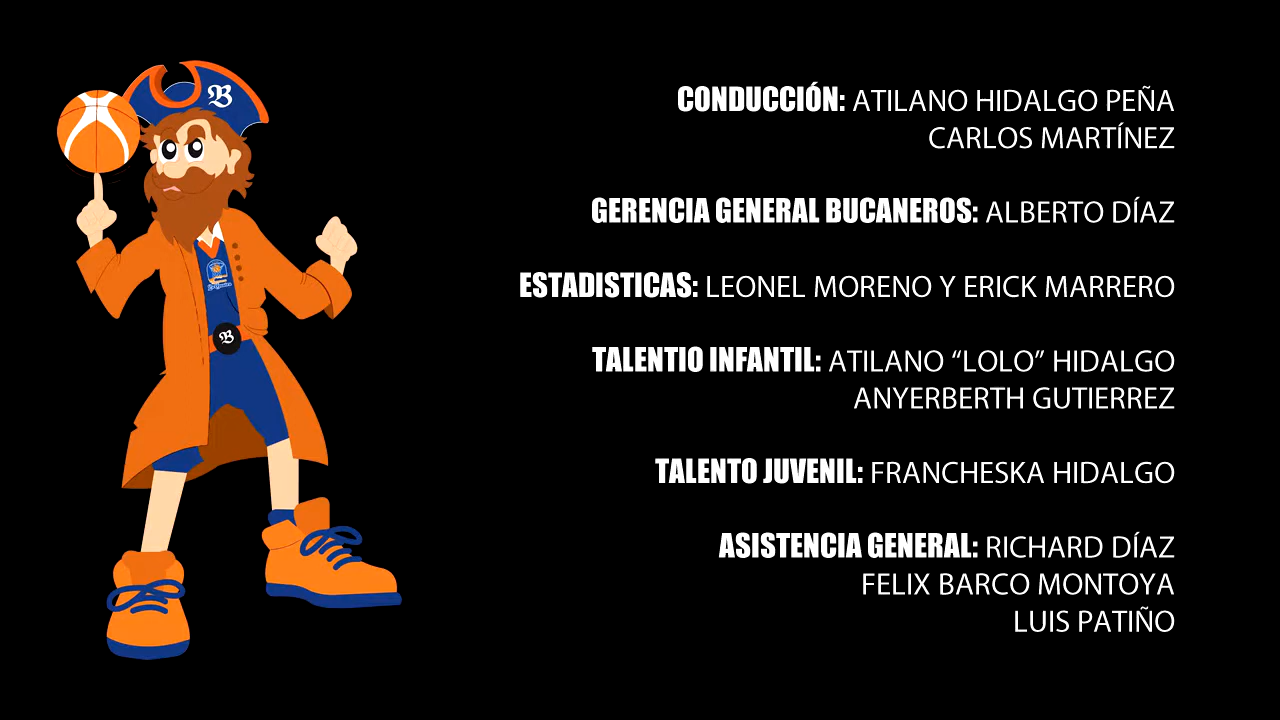 CONDUCCIÓN: ATILANO HIDALGO PEÑA
CARLOS MARTÍNEZ
GERENCIA GENERAL BUCANEROS: ALBERTO DÍAZ
ESTADISTICAS: LEONEL MORENO Y ERICK MARRERO
TALENTIO INFANTIL: ATILANO “LOLO” HIDALGO
ANYERBERTH GUTIERREZ
TALENTO JUVENIL: FRANCHESKA HIDALGO
ASISTENCIA GENERAL: RICHARD DÍAZ
FELIX BARCO MONTOYA
LUIS PATIÑO
B
B